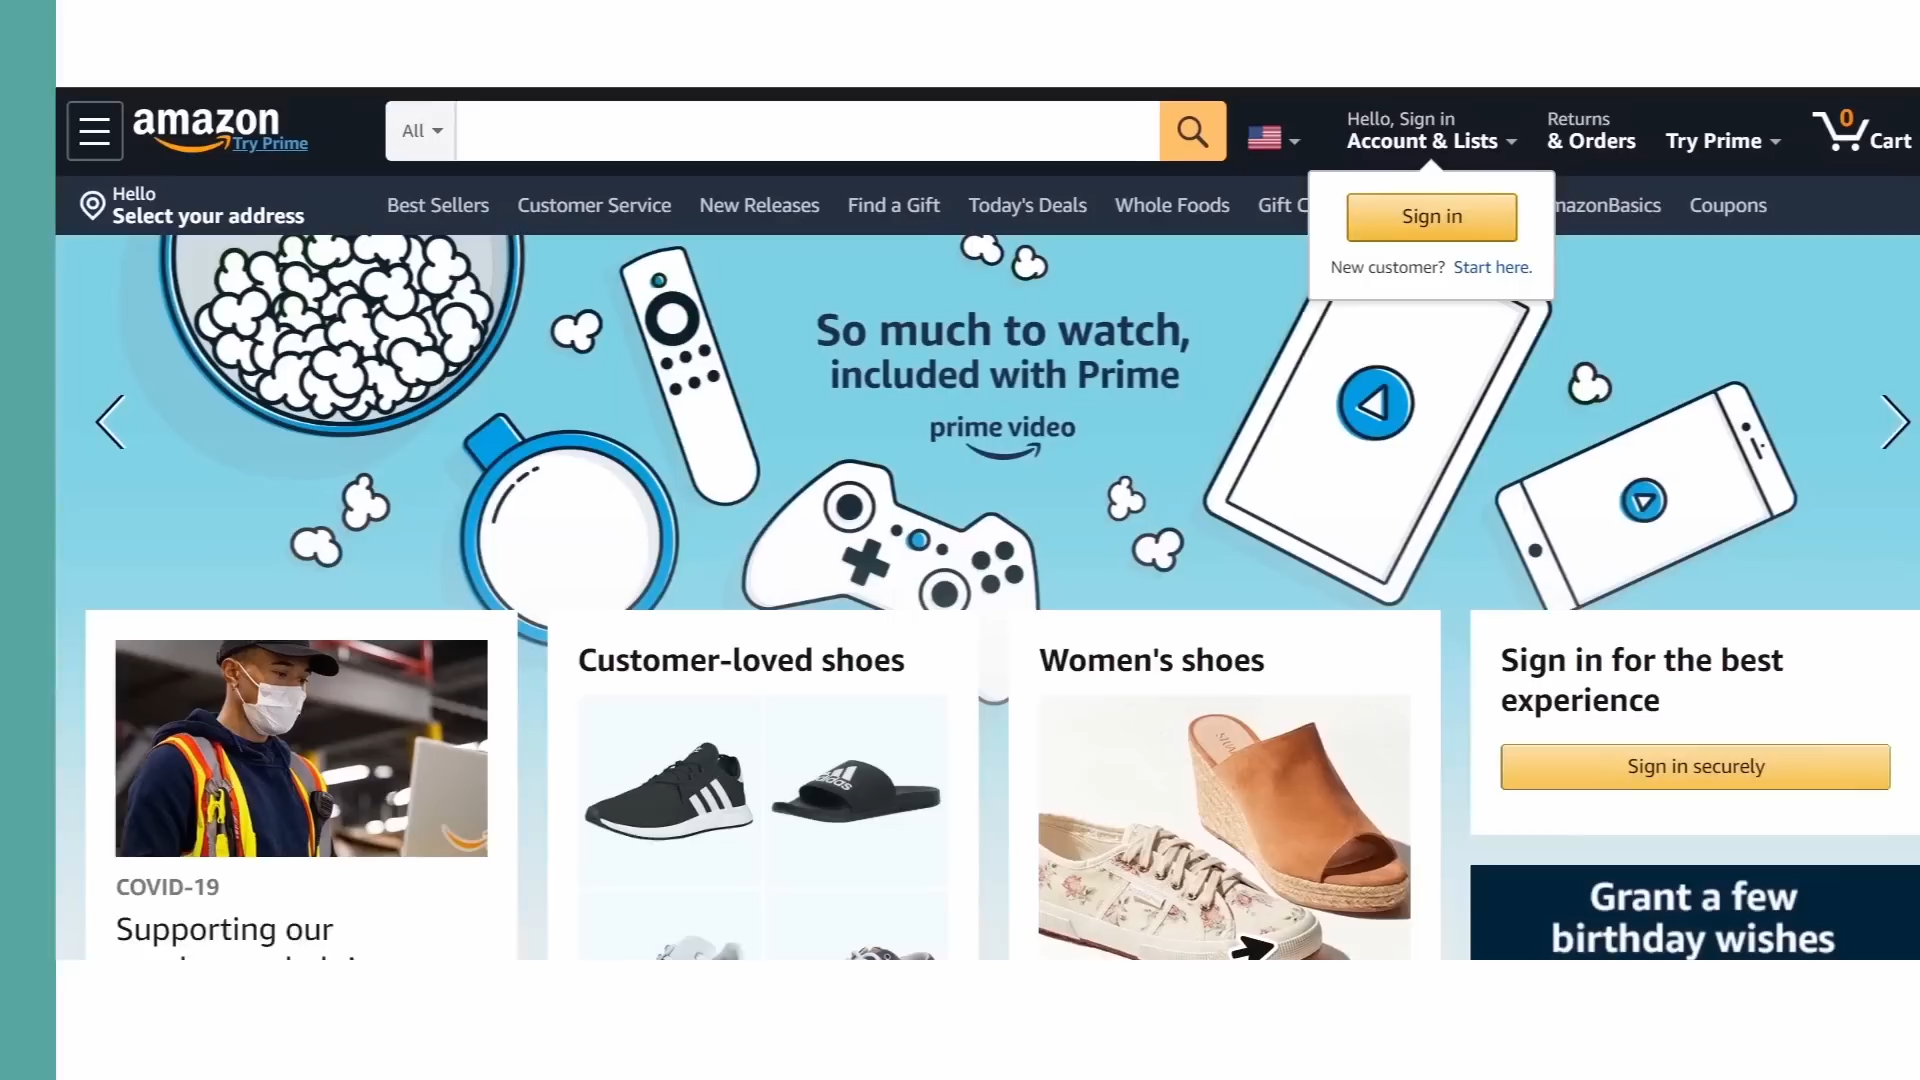 amazon
Try Prime
All
Hello, Sign in
Account & Lists
Returns
& Orders
Try Prime
0
Cart
Hello
Select your address
Best Sellers
Customer Service
New Releases
Find a Gift
Today's Deals
Whole Foods
Gift C
mazonBasics
Coupons
Sign in
New customer? Start here.
So much to watch,
included with Prime
prime video
Customer-loved shoes
Women's shoes
Sign in for the best
experience
Sign in securely
adidas
COVID-19
Supporting our
Grant a few
birthday wishes